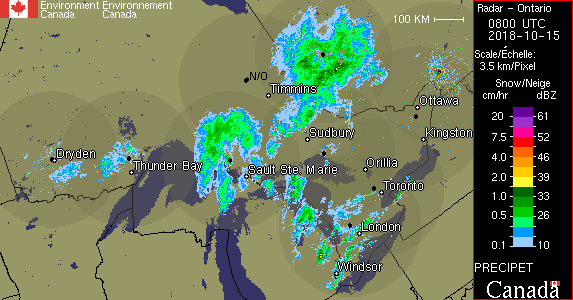 Environment Environnement
Canada Canada
100 KM
N/O
Timmins
Ottawa
Sudbury
Kingston
Dryden
Thunder Bay
Sault Ste. Marie
Orillia
Toronto
London
Windsor
Radar - Ontario
0800 UTC
2018-10-15
Scale/Échelle:
3.5 km/Pixel
Snow/Neige
cm/hr dBZ
20 61
7.5 52
4.0 46
2.0 39
1.0 33
0.5 26
0.1 10
PRECIPET
Canada